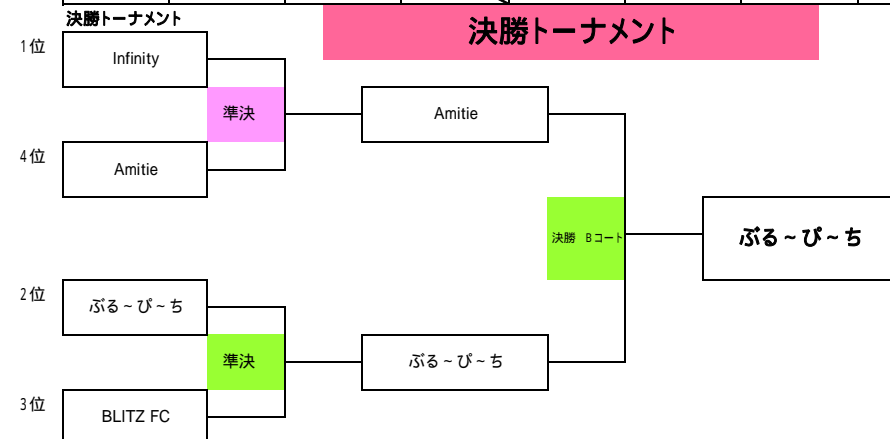 決勝トーナメント
決勝トーナメント
1位
Infinity
準決
Amitie
4位
Amitie
決勝 Bコート
ぶる～ぴ～ち
2位
ぶる～ぴ～ち
準決
ぶる～ぴ～ち
3位
BLITZ FC